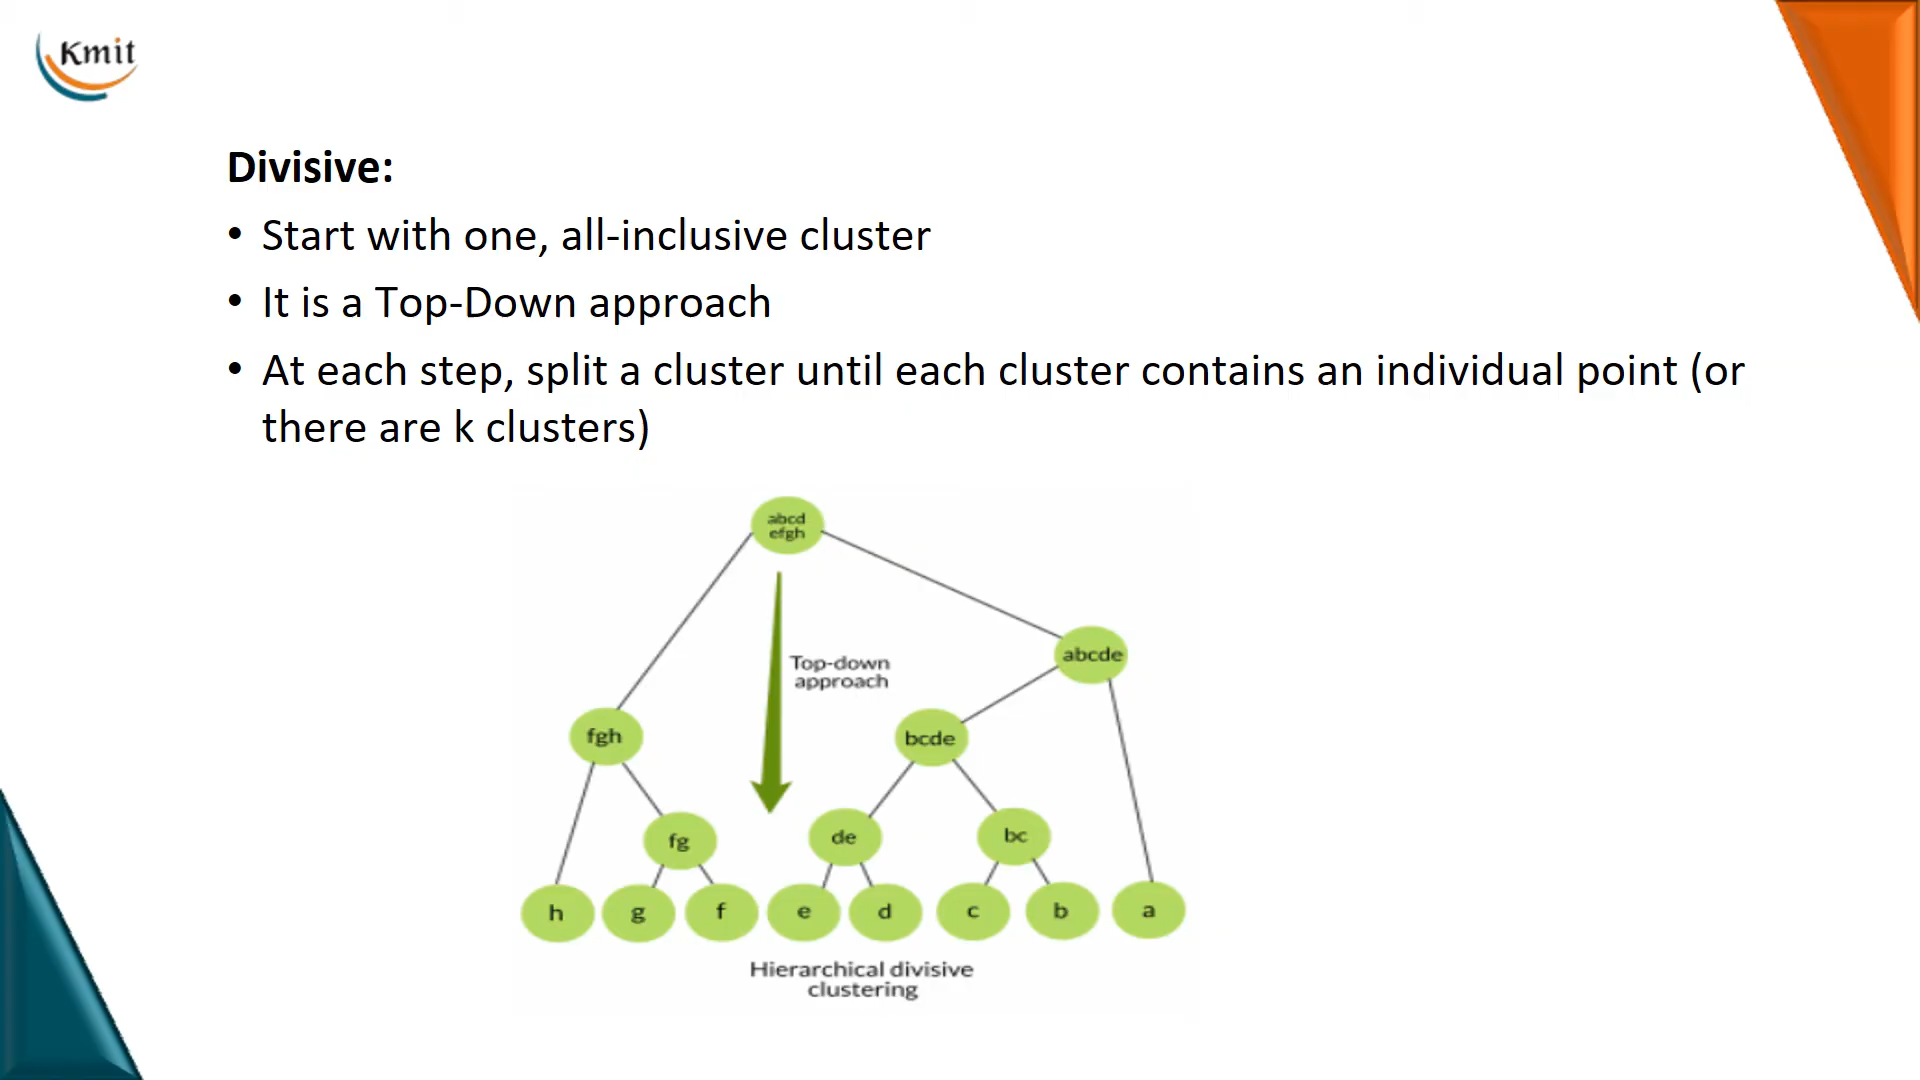 Kmit
Divisive:
• Start with one, all-inclusive cluster
• It is a Top-Down approach
• At each step, split a cluster until each cluster contains an individual point (or
there are k clusters)
abcd
efgh
abcde
Top-down
approach
fgh
bcde
fg
de
bc
h
g
f
e
d
c
b
a
Hierarchical divisive
clustering